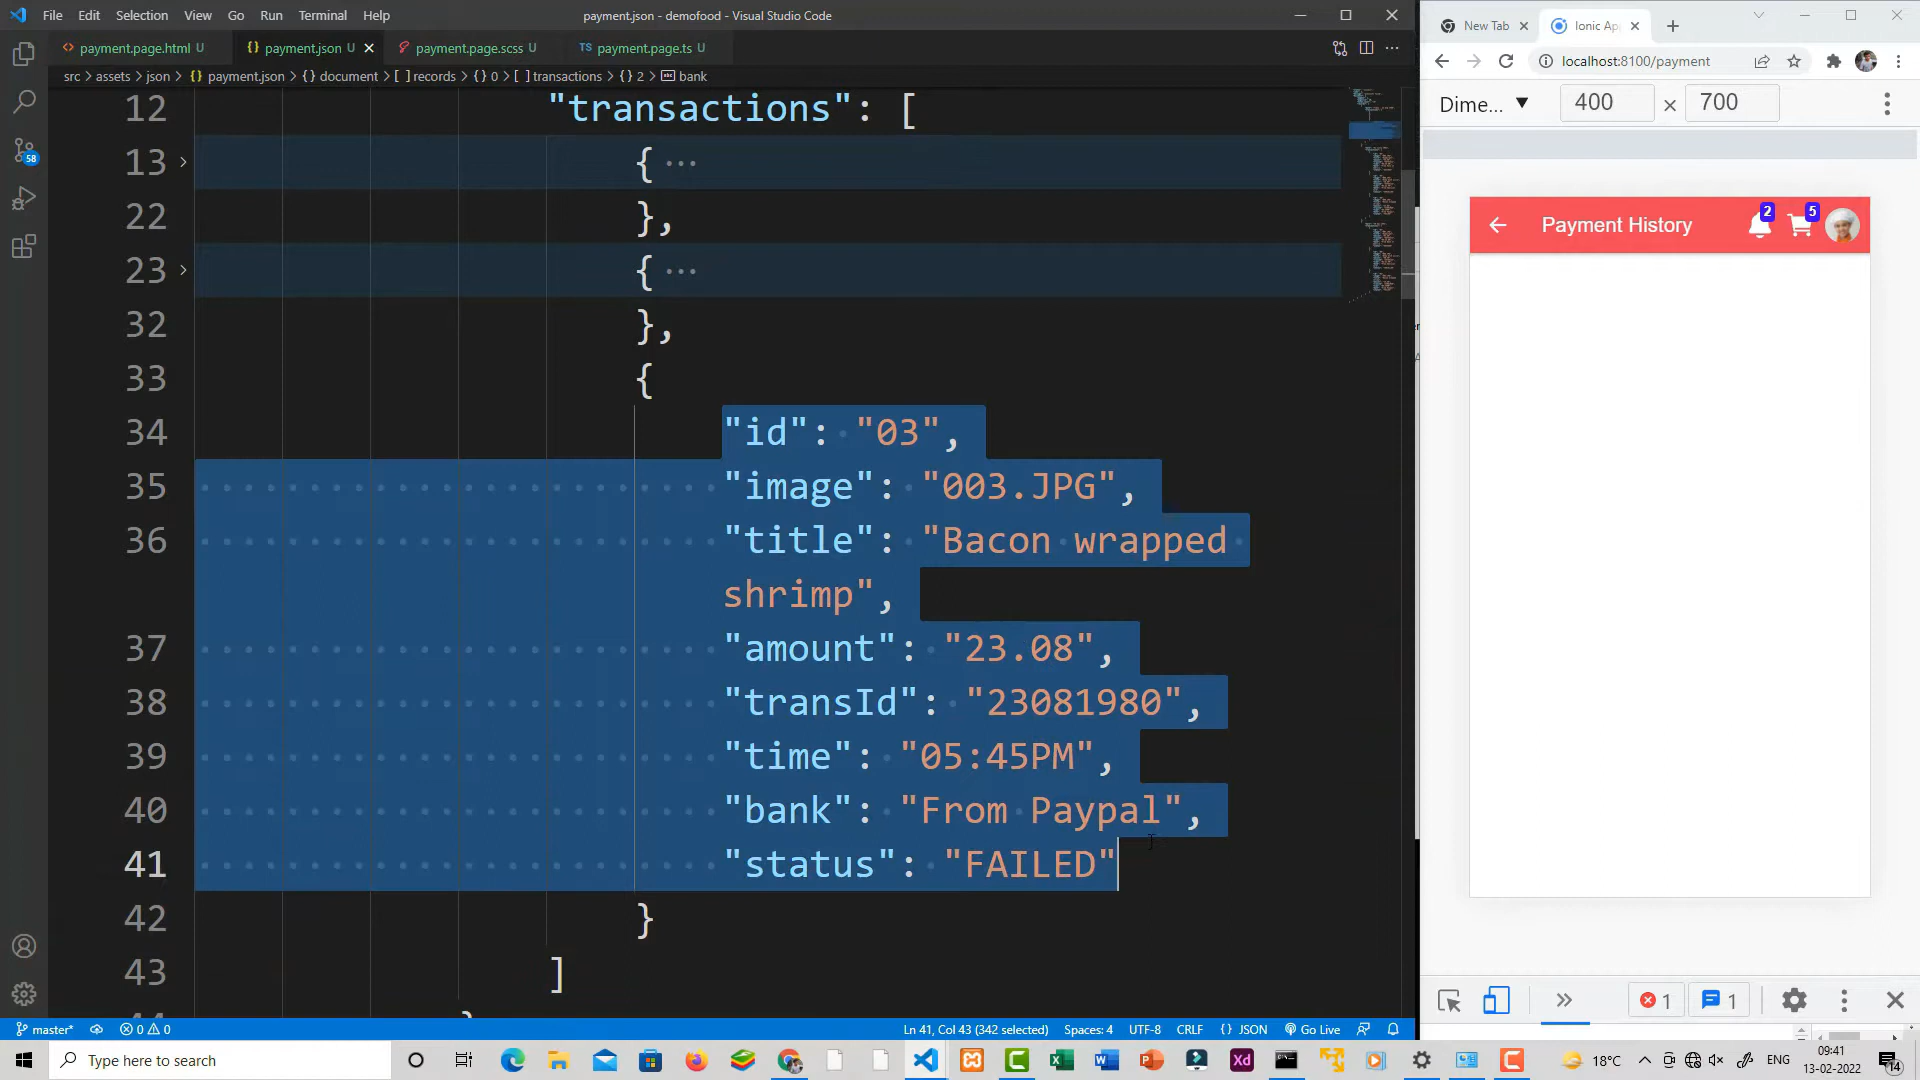 File Edit Selection View Go Run Terminal Help payment.json - demofood - Visual Studio Code
payment.page.html U payment.json U payment.page.scss U TS payment.page.ts U
src > assets > json > {} payment.json > {} document > [ ] records > {} 0 > [ ] transactions > {} 2 > bank
12 "transactions": [
13 { ...
22 },
23 { ...
32 },
33 {
34 "id": "03",
35 "image": "003.JPG",
36 "title": "Bacon wrapped
shrimp",
37 "amount": "23.08",
38 "transId": "23081980",
39 "time": "05:45PM",
40 "bank": "From Paypal",
41 "status": "FAILED"
42 }
43 ]
58
master* 0 0 Ln 41, Col 43 (342 selected) Spaces: 4 UTF-8 CRLF {} JSON Go Live
New Tab Ionic Ap
localhost:8100/payment
Dime... 400 × 700
Payment History 2 5
1 1
Type here to search
Xd
18°C ENG 09:41
13-02-2022 14